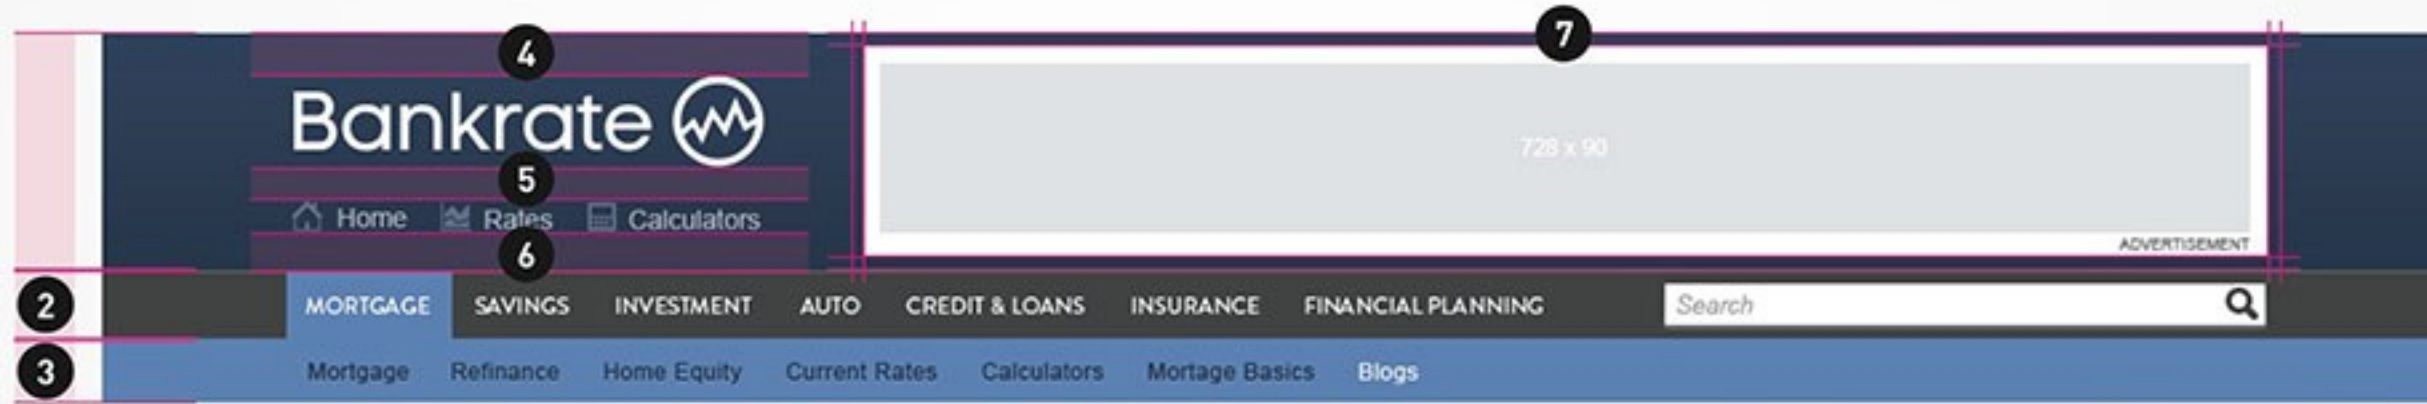 4
7
Bankrate
728 x 90
5
Home Rates Calculators
ADVERTISEMENT
6
2 MORTGAGE SAVINGS INVESTMENT AUTO CREDIT & LOANS INSURANCE FINANCIAL PLANNING Search
3 Mortgage Refinance Home Equity Current Rates Calculators Mortage Basics Blogs